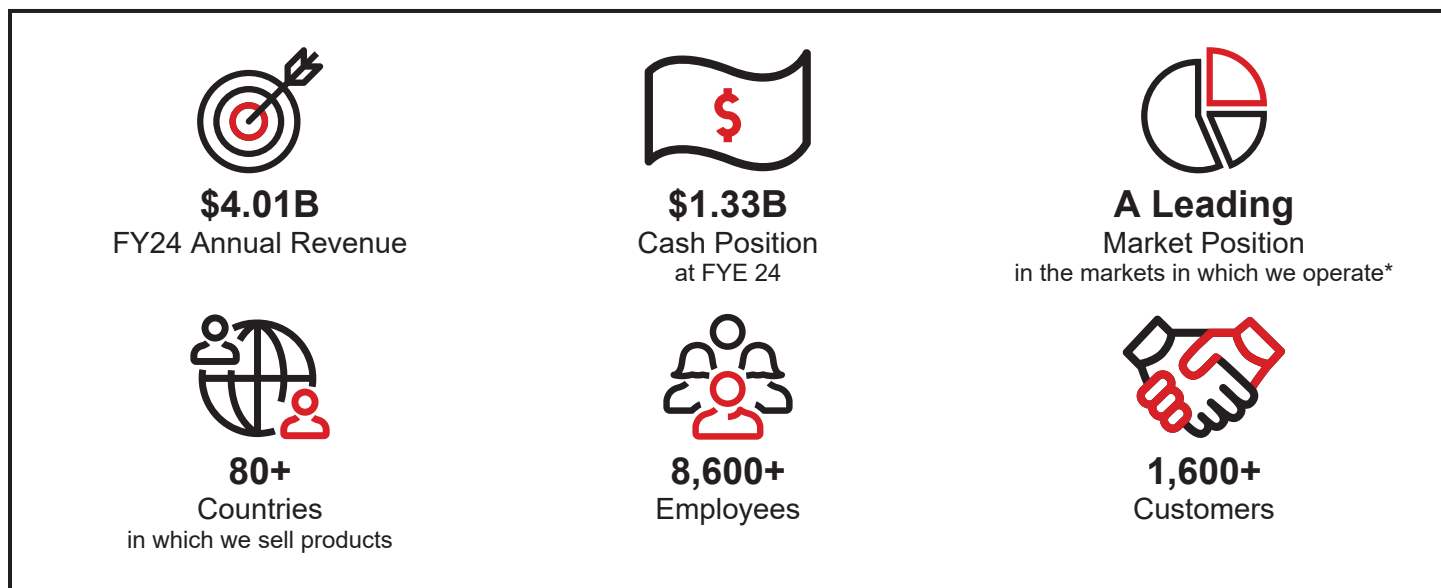 $4.01B
FY24 Annual Revenue
$1.33B
Cash Position
at FYE 24
A Leading
Market Position
in the markets in which we operate*
80+
Countries
in which we sell products
8,600+
Employees
1,600+
Customers